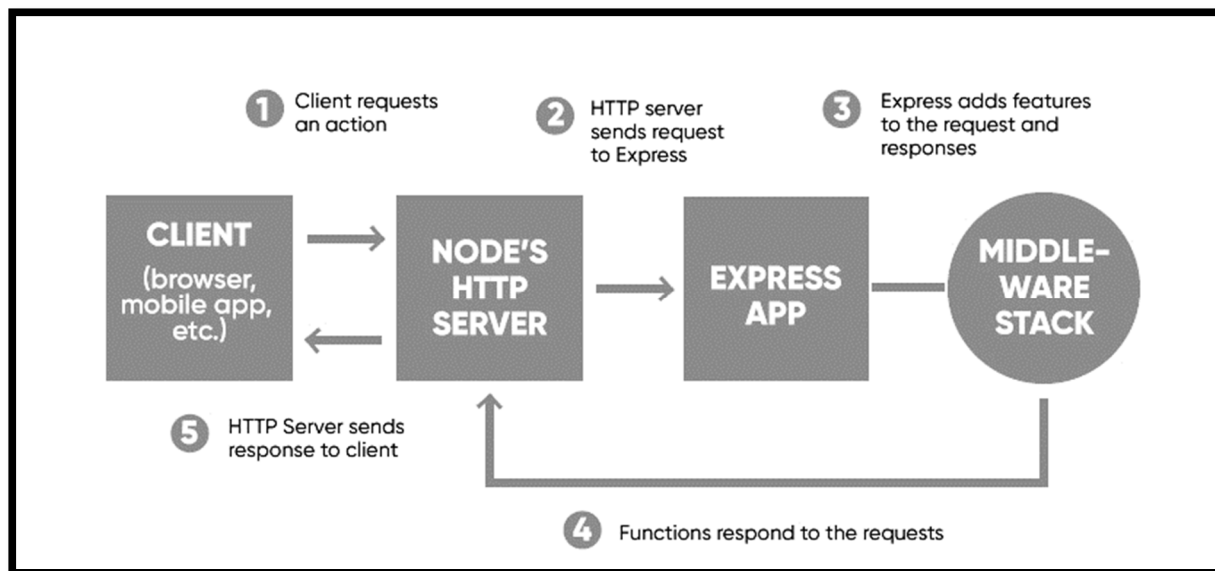 1
Client requests
an action
2
HTTP server
sends request
to Express
3
Express adds features
to the request and
responses
CLIENT
(browser,
mobile app,
etc.)
NODE'S
HTTP
SERVER
EXPRESS
APP
MIDDLE-
WARE
STACK
5
HTTP Server sends
response to client
4
Functions respond to the requests